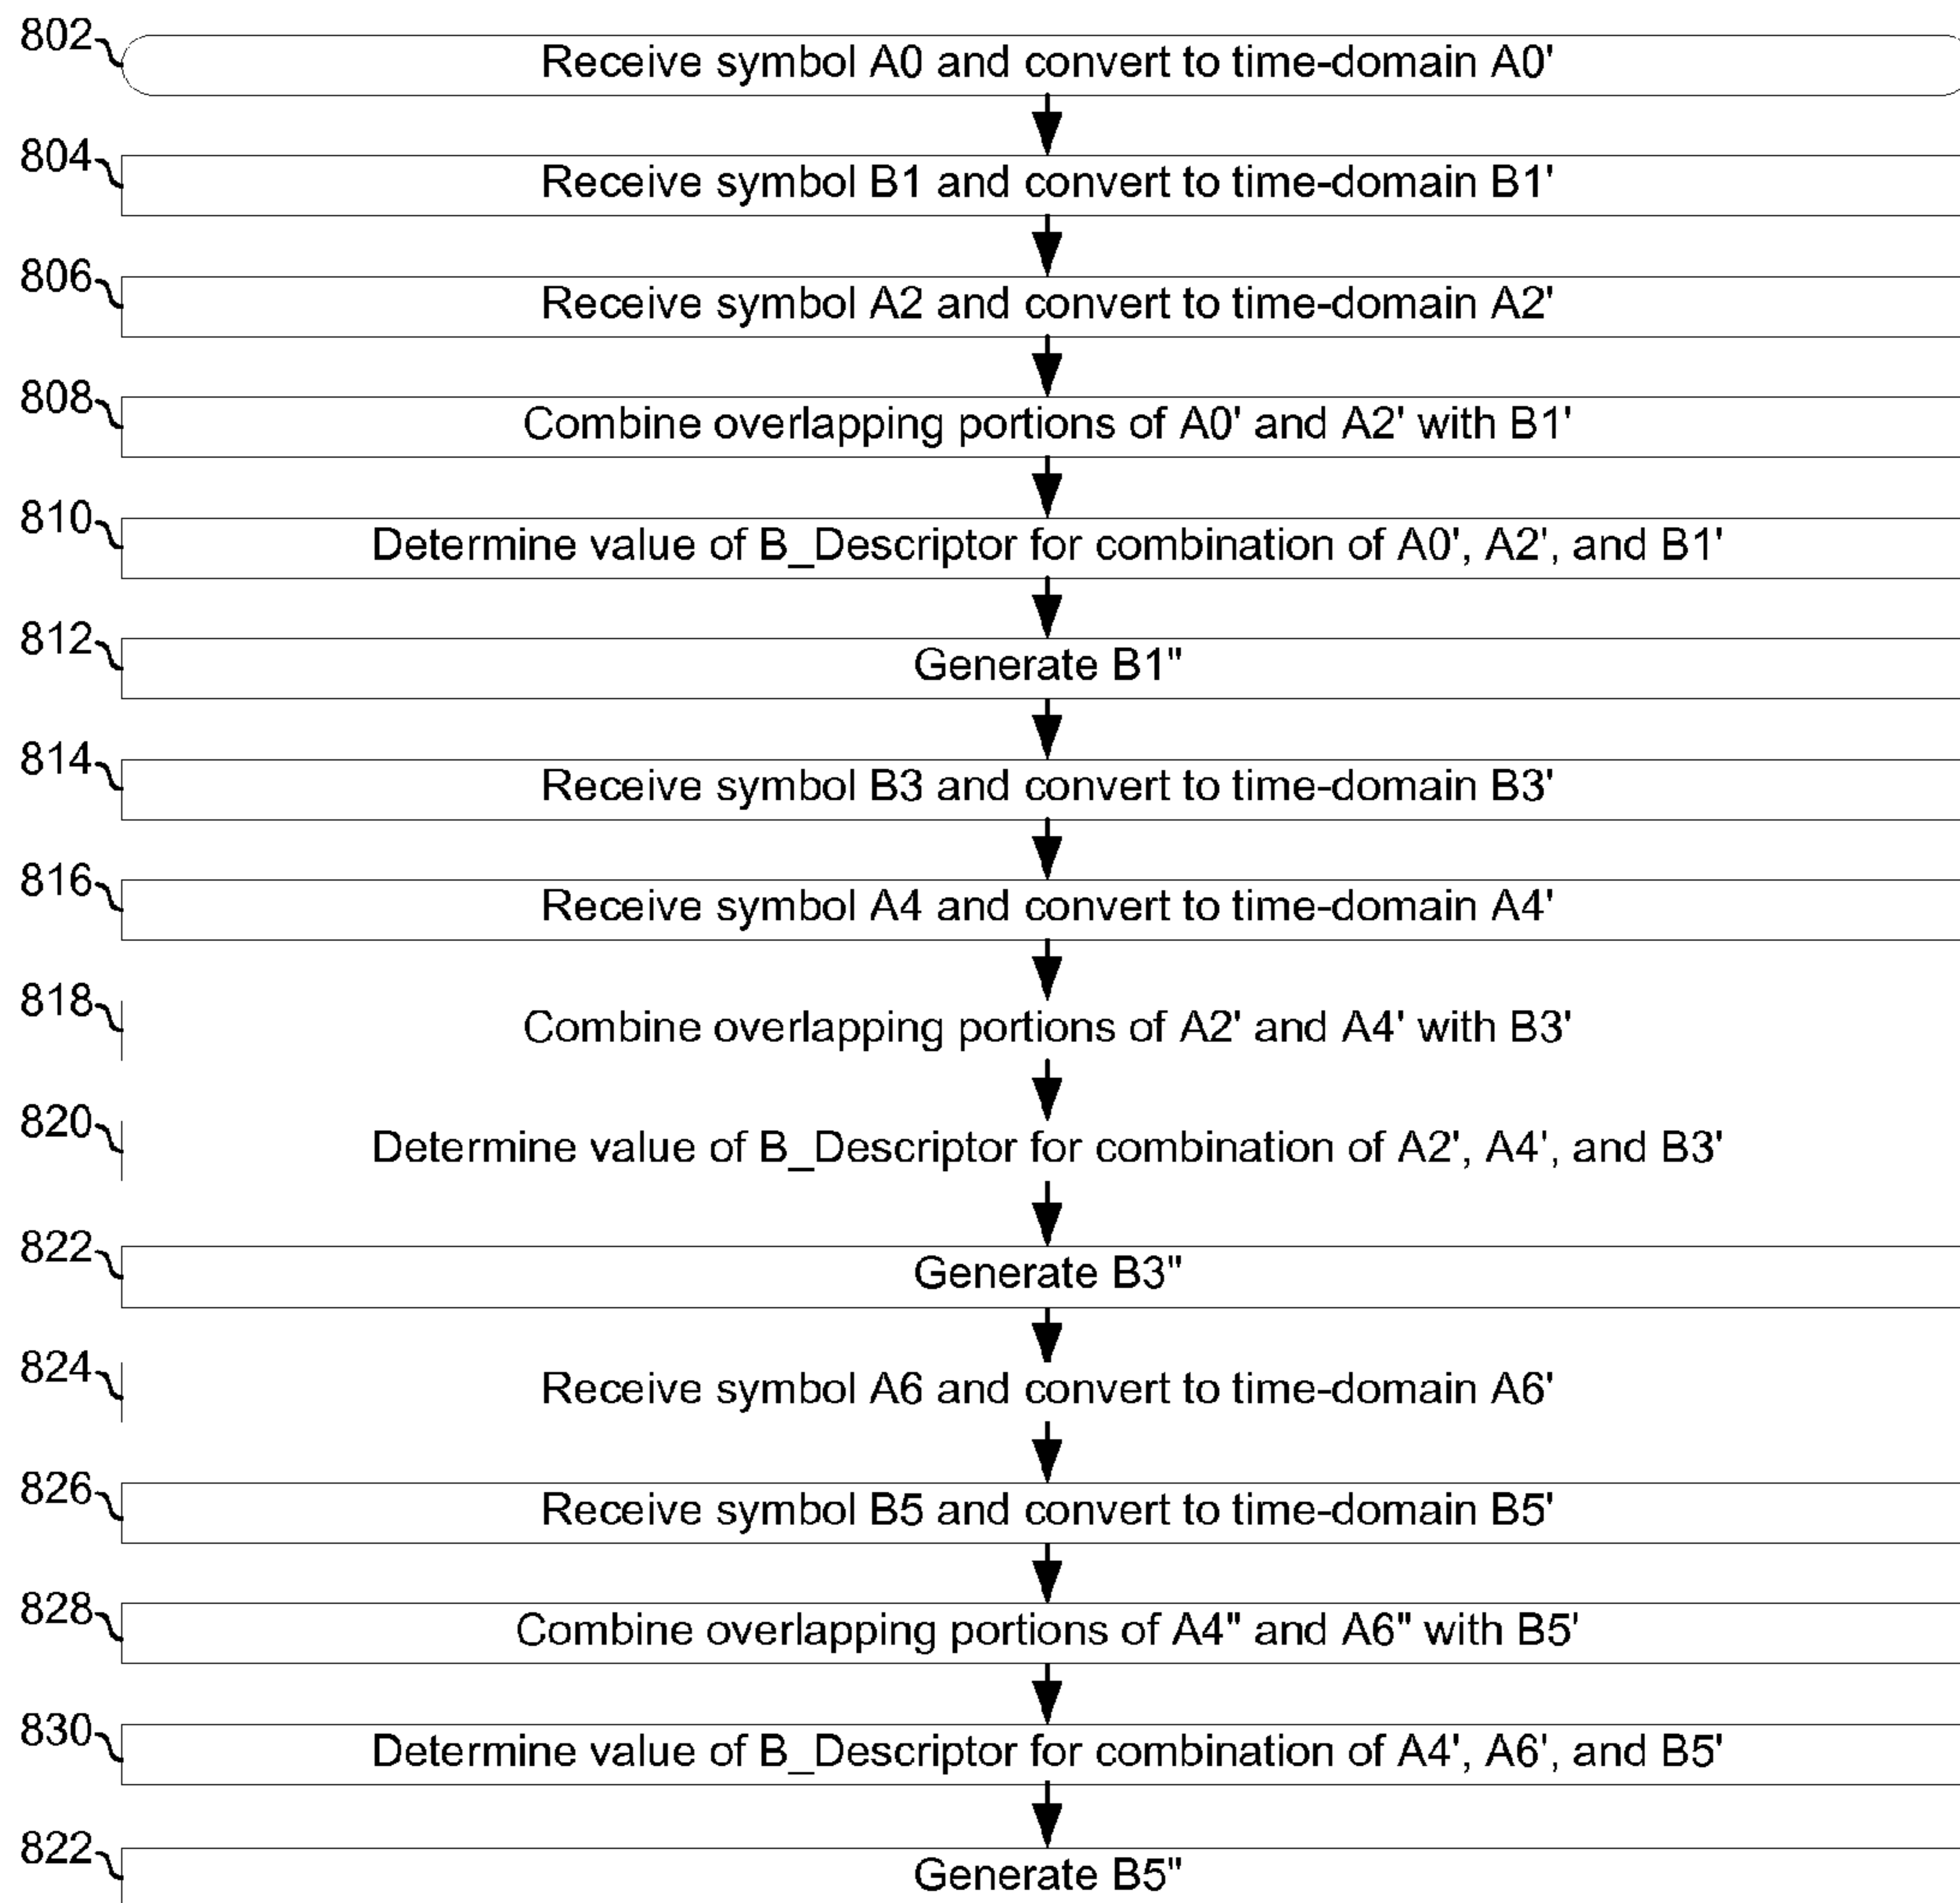 802 Receive symbol A0 and convert to time-domain A0'
804 Receive symbol B1 and convert to time-domain B1'
806 Receive symbol A2 and convert to time-domain A2'
808 Combine overlapping portions of A0' and A2' with B1'
810 Determine value of B_Descriptor for combination of A0', A2', and B1'
812 Generate B1"
814 Receive symbol B3 and convert to time-domain B3'
816 Receive symbol A4 and convert to time-domain A4'
818 Combine overlapping portions of A2' and A4' with B3'
820 Determine value of B_Descriptor for combination of A2', A4', and B3'
822 Generate B3"
824 Receive symbol A6 and convert to time-domain A6'
826 Receive symbol B5 and convert to time-domain B5'
828 Combine overlapping portions of A4" and A6" with B5'
830 Determine value of B_Descriptor for combination of A4', A6', and B5'
822 Generate B5"